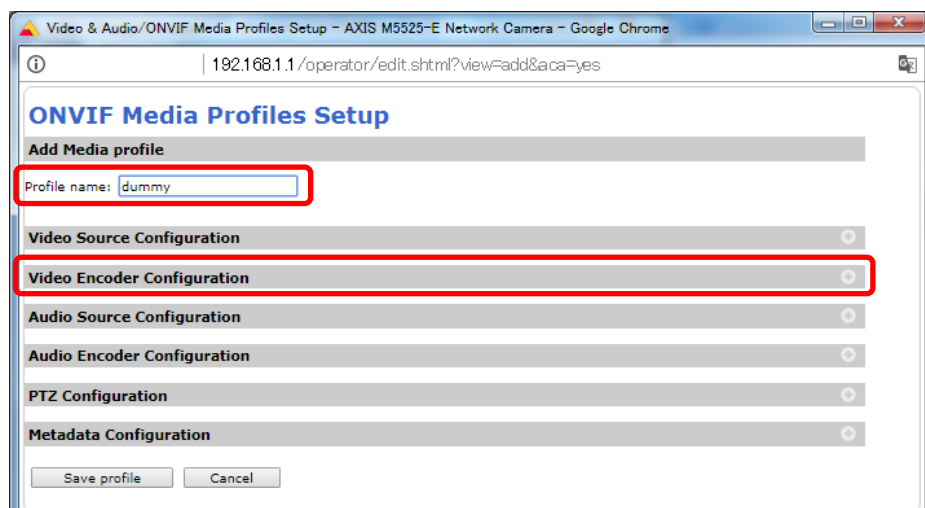 Video & Audio/ONVIF Media Profiles Setup - AXIS M5525-E Network Camera - Google Chrome
192.168.1.1/operator/edit.shtml?view=add&aca=yes
ONVIF Media Profiles Setup
Add Media profile
Profile name: dummy
Video Source Configuration
Video Encoder Configuration
Audio Source Configuration
Audio Encoder Configuration
PTZ Configuration
Metadata Configuration
Save profile Cancel